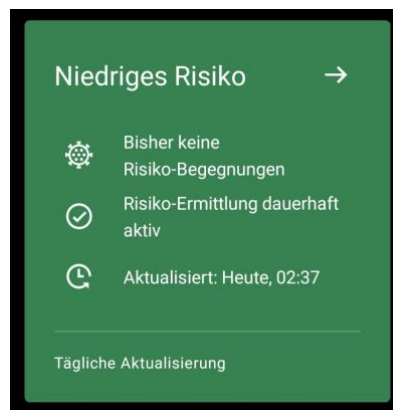 Niedriges Risiko
Bisher keine
Risiko-Begegnungen
Risiko-Ermittlung dauerhaft
aktiv
Aktualisiert: Heute, 02:37
Tägliche Aktualisierung